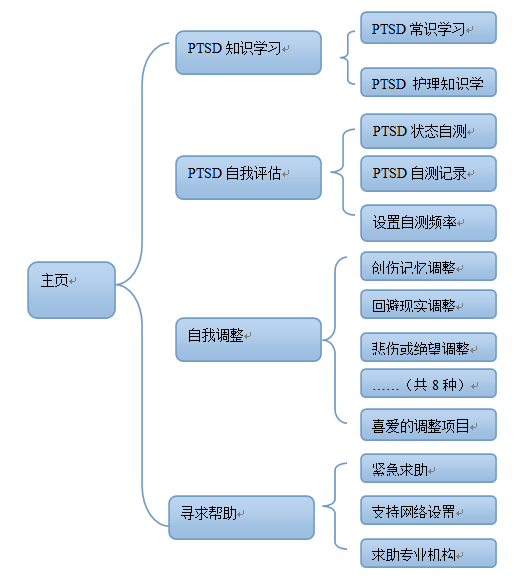 主页
PTSD 知识学习
PTSD 常识学习
PTSD 护理知识学
PTSD 自我评估
PTSD 状态自测
PTSD 自测记录
设置自测频率
自我调整
创伤记忆调整
回避现实调整
悲伤或绝望调整
……（共 8 种）
喜爱的调整项目
寻求帮助
紧急求助
支持网络设置
求助专业机构